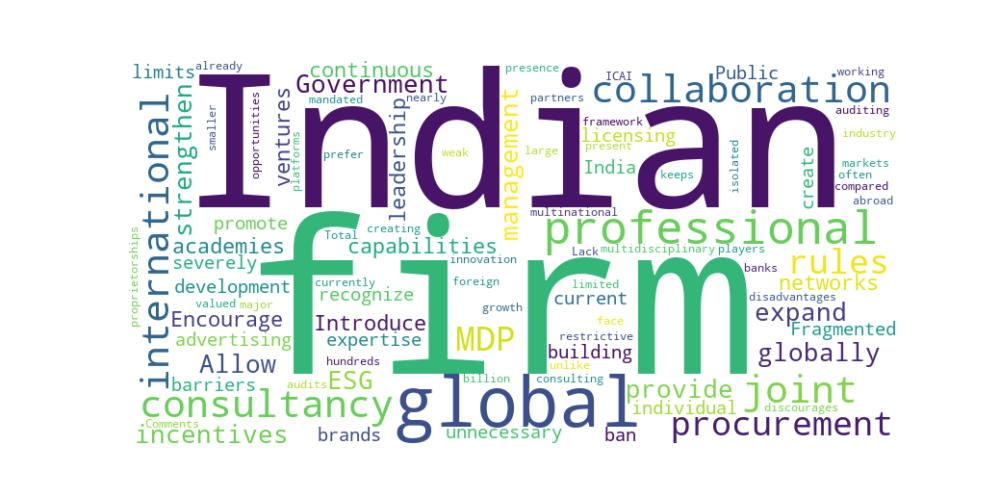 already
limits
continuous
Government
presence
ICAI
Public
working
mandated
nearly
partners
collaboration
auditing
Indian
smaller
opportunities
ventures
platforms
prefer
leadership
weak
management
large
framework
licensing
present
India
keeps
isolated
create
industry
markets
often
compared
abroad
international
strengthen
promote
creating
multinational
professional
academies
Total
capabilities
innovation
Lack
multidisciplinary
players
severely
firm
banks
rules
networks
proprietorships
development
currently
recognize
foreign
limited
current
disadvantages
valued
major
growth
expand
Encourage
Introduce
face
Fragmented
advertising
expertise
MDP
restrictive
building
globally
Allow
hundreds
unlike
barriers
audits
ESG
billion
consulting
provide
joint
consultancy
global
individual
discourages
Comments
incentives
brands
unnecessary
ban
procurement